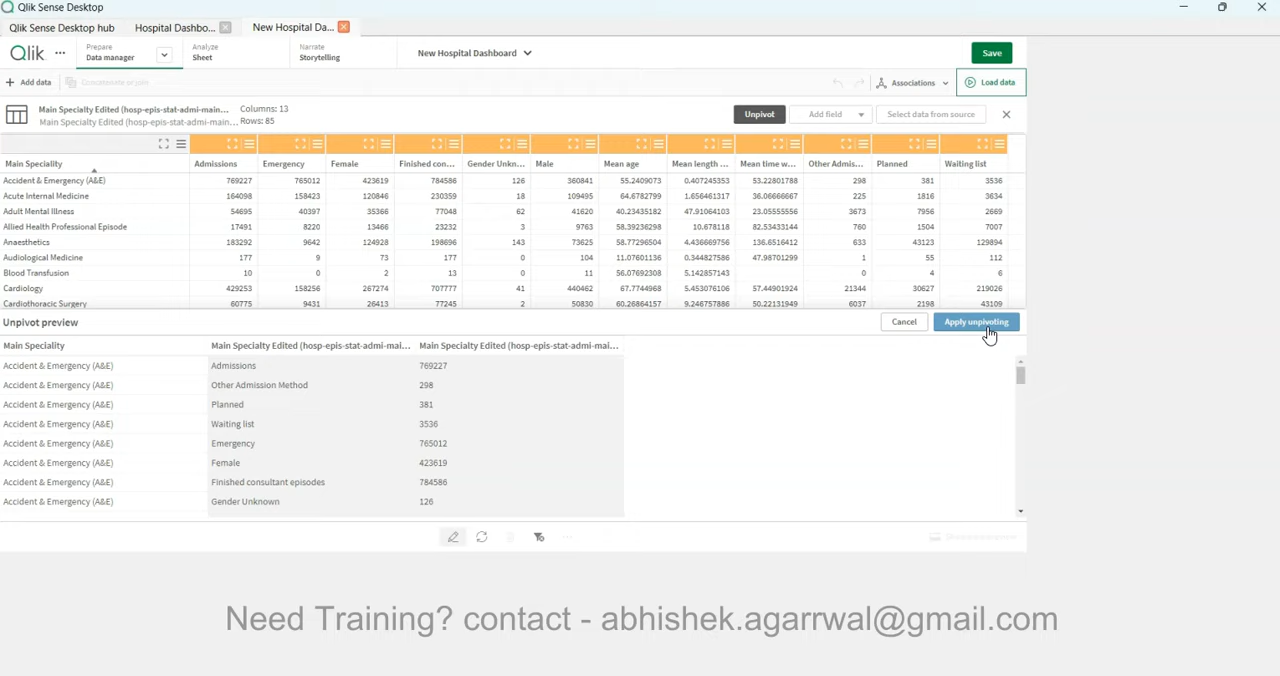 Qlik Sense Desktop
Qlik Sense Desktop hub Hospital Dashbo... New Hospital Da...
Qlik ... Prepare Data manager Analyze Sheet Narrate Storytelling New Hospital Dashboard Save
+ Add data Concatenate or join Associations Load data
Main Specialty Edited (hosp-epis-stat-admi-main... Columns: 13
Main Specialty Edited (hosp-epis-stat-admi-main... Rows: 85
Unpivot Add field Select data from source
Main Speciality Admissions Emergency Female Finished con... Gender Unkn... Male Mean age Mean length ... Mean time w... Other Admis... Planned Waiting list
Accident & Emergency (A&E) 769227 765012 423619 784586 126 360841 55.2409073 0.407245353 53.22801788 298 381 3536
Acute Internal Medicine 164098 158423 120846 230359 18 109495 64.6782799 1.656461317 36.06666667 225 1816 3634
Adult Mental Illness 54695 40397 35366 77048 62 41620 40.23435182 47.91064103 23.05555556 3673 7956 2669
Allied Health Professional Episode 17491 8220 13466 23232 3 9763 58.39236298 10.678118 82.53433144 760 1504 7007
Anaesthetics 183292 9642 124928 198696 143 73625 58.77296504 4.436669756 136.6516412 633 43123 129894
Audiological Medicine 177 9 73 177 0 104 11.07601136 0.344827586 47.98701299 1 55 112
Blood Transfusion 10 0 2 13 0 11 56.07692308 5.142857143 0 4 6
Cardiology 429253 158256 267274 707777 41 440462 67.7744968 5.453076106 57.44901924 21344 30627 219026
Cardiothoracic Surgery 60775 9431 26413 77245 2 50830 60.26864157 9.246757886 50.22131949 6037 2198 43109
Unpivot preview Cancel Apply unpivoting
Main Speciality Main Specialty Edited (hosp-epis-stat-admi-mai... Main Specialty Edited (hosp-epis-stat-admi-mai...
Accident & Emergency (A&E) Admissions 769227
Accident & Emergency (A&E) Other Admission Method 298
Accident & Emergency (A&E) Planned 381
Accident & Emergency (A&E) Waiting list 3536
Accident & Emergency (A&E) Emergency 765012
Accident & Emergency (A&E) Female 423619
Accident & Emergency (A&E) Finished consultant episodes 784586
Accident & Emergency (A&E) Gender Unknown 126
Need Training? contact - abhishek.agarrwal@gmail.com